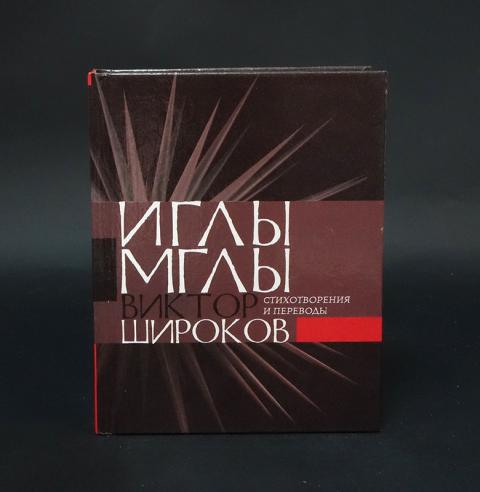 ИГЛЫ
МГЛЫ
ВИКТОР
СТИХОТВОРЕНИЯ
И ПЕРЕВОДЫ
ШИРОКОВ